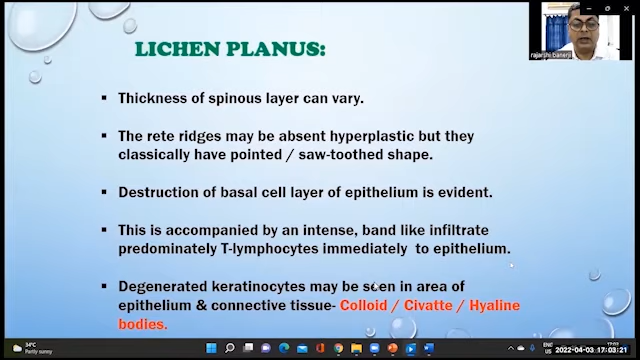 LICHEN PLANUS:
rajarshi banerji
▪ Thickness of spinous layer can vary.
▪ The rete ridges may be absent hyperplastic but they
classically have pointed / saw-toothed shape.
▪ Destruction of basal cell layer of epithelium is evident.
▪ This is accompanied by an intense, band like infiltrate
predominately T-lymphocytes immediately to epithelium.
▪ Degenerated keratinocytes may be seen in area of
epithelium & connective tissue- Colloid / Civatte / Hyaline
bodies.
34°C
Partly sunny
ENG
2022-04-03 17:03:21